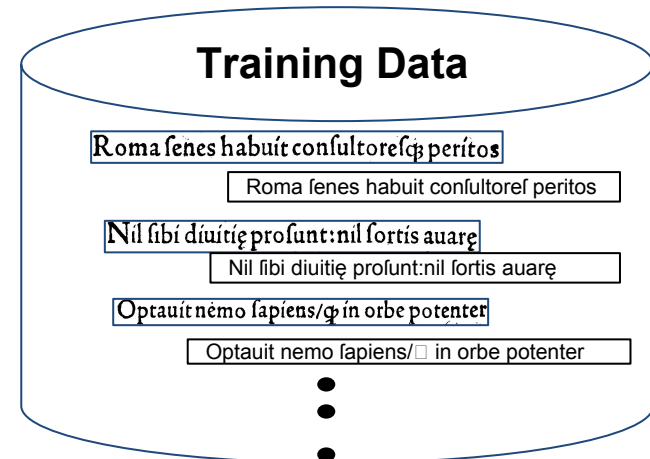 Training Data
Roma ſenes habuit conſultoreſqꝫ peritos
Roma ſenes habuit conſultoreſ peritos
Nil ſibi diuitię proſunt:nil ſortis auarę
Nil ſibi diuitię proſunt:nil ſortis auarę
Optauit nemo ſapiens/ꝙ in orbe potenter
Optauit nemo ſapiens/□ in orbe potenter